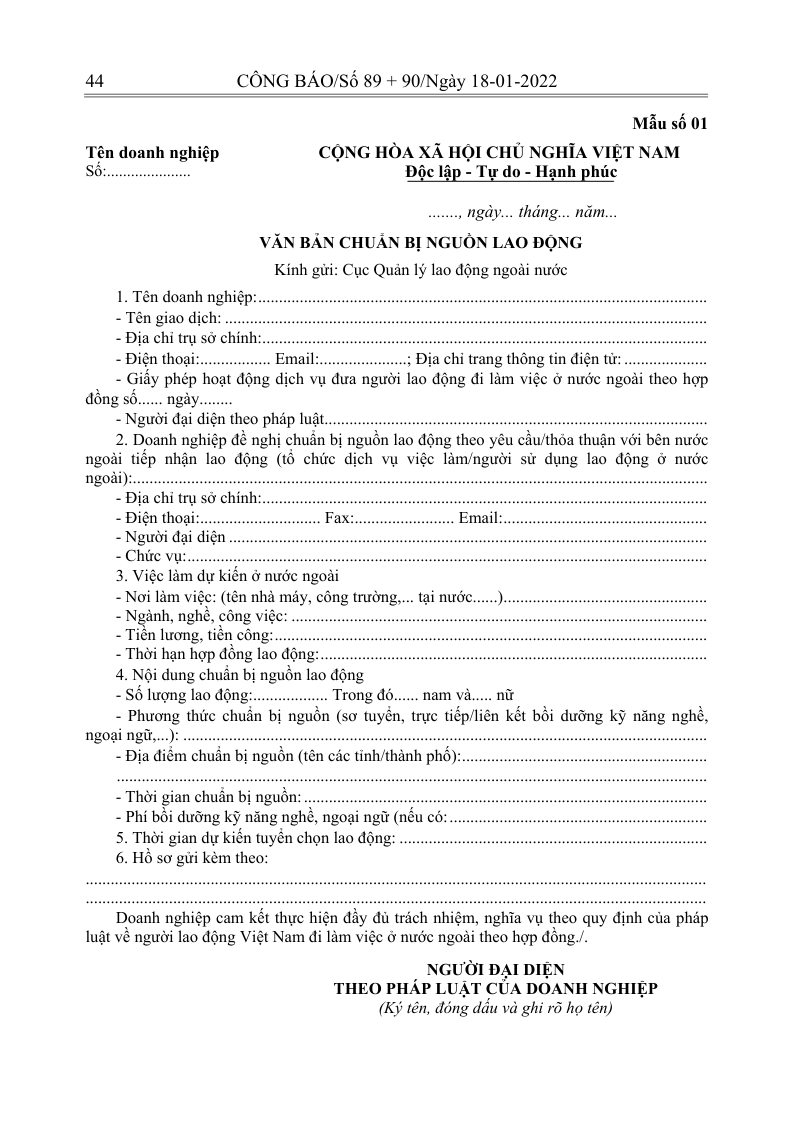 44 CÔNG BÁO/Số 89 + 90/Ngày 18-01-2022
Mẫu số 01
Tên doanh nghiệp CỘNG HÒA XÃ HỘI CHỦ NGHĨA VIỆT NAM
Số:..................... Độc lập - Tự do - Hạnh phúc
......., ngày... tháng... năm...
VĂN BẢN CHUẨN BỊ NGUỒN LAO ĐỘNG
Kính gửi: Cục Quản lý lao động ngoài nước
1. Tên doanh nghiệp:............................................................................................................
- Tên giao dịch: ....................................................................................................................
- Địa chỉ trụ sở chính:...........................................................................................................
- Điện thoại:................. Email:.....................; Địa chỉ trang thông tin điện tử: ....................
- Giấy phép hoạt động dịch vụ đưa người lao động đi làm việc ở nước ngoài theo hợp
đồng số...... ngày........
- Người đại diện theo pháp luật............................................................................................
2. Doanh nghiệp đề nghị chuẩn bị nguồn lao động theo yêu cầu/thỏa thuận với bên nước
ngoài tiếp nhận lao động (tổ chức dịch vụ việc làm/người sử dụng lao động ở nước
ngoài):..........................................................................................................................................
- Địa chỉ trụ sở chính:...........................................................................................................
- Điện thoại:............................. Fax:........................ Email:.................................................
- Người đại diện ...................................................................................................................
- Chức vụ:.............................................................................................................................
3. Việc làm dự kiến ở nước ngoài
- Nơi làm việc: (tên nhà máy, công trường,... tại nước......).................................................
- Ngành, nghề, công việc: ....................................................................................................
- Tiền lương, tiền công:........................................................................................................
- Thời hạn hợp đồng lao động:.............................................................................................
4. Nội dung chuẩn bị nguồn lao động
- Số lượng lao động:.................. Trong đó...... nam và..... nữ
- Phương thức chuẩn bị nguồn (sơ tuyển, trực tiếp/liên kết bồi dưỡng kỹ năng nghề,
ngoại ngữ,...): ..............................................................................................................................
- Địa điểm chuẩn bị nguồn (tên các tỉnh/thành phố):...........................................................
..............................................................................................................................................
- Thời gian chuẩn bị nguồn:.................................................................................................
- Phí bồi dưỡng kỹ năng nghề, ngoại ngữ (nếu có:..............................................................
5. Thời gian dự kiến tuyển chọn lao động: ..........................................................................
6. Hồ sơ gửi kèm theo:
......................................................................................................................................................
......................................................................................................................................................
Doanh nghiệp cam kết thực hiện đầy đủ trách nhiệm, nghĩa vụ theo quy định của pháp
luật về người lao động Việt Nam đi làm việc ở nước ngoài theo hợp đồng./.
NGƯỜI ĐẠI DIỆN
THEO PHÁP LUẬT CỦA DOANH NGHIỆP
(Ký tên, đóng dấu và ghi rõ họ tên)